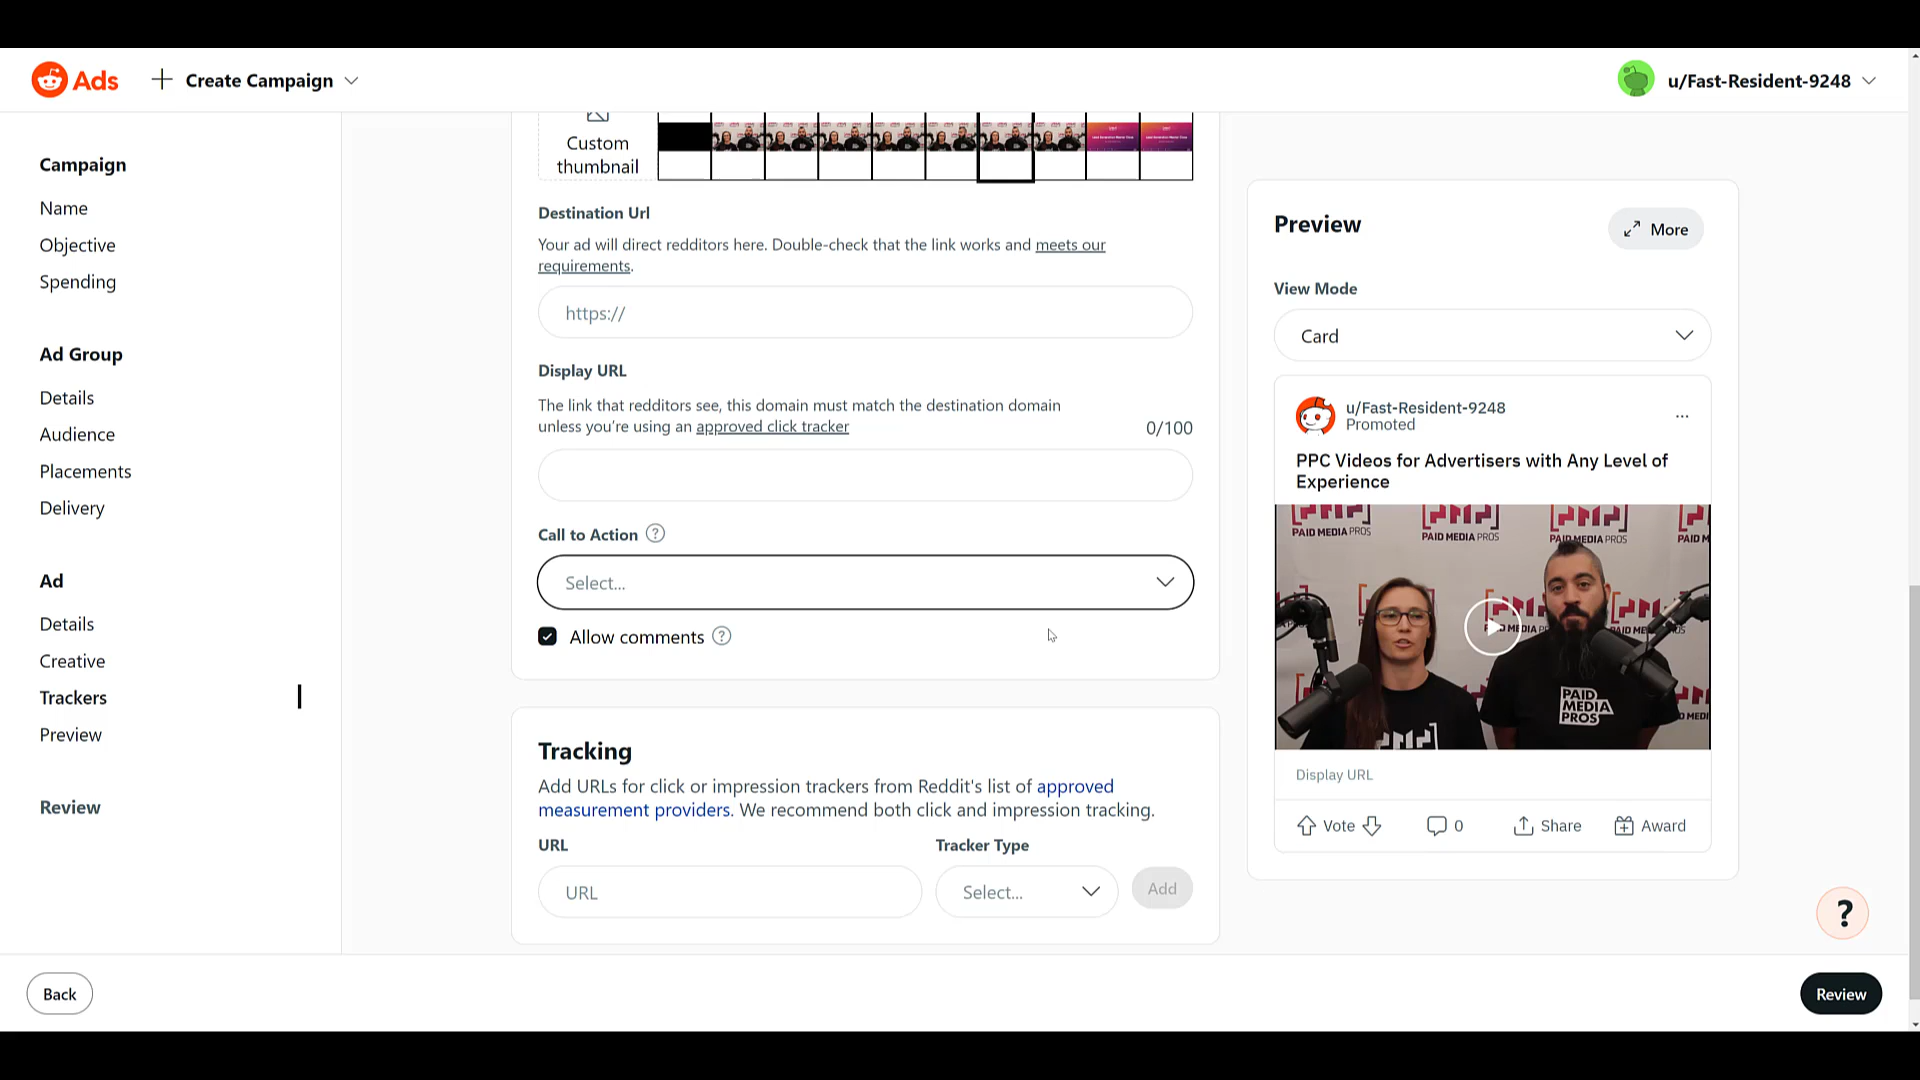 Ads
Create Campaign
u/Fast-Resident-9248
Campaign
Name
Objective
Spending
Ad Group
Details
Audience
Placements
Delivery
Ad
Details
Creative
Trackers
Preview
Review
Custom
thumbnail
Destination Url
Your ad will direct redditors here. Double-check that the link works and meets our
requirements.
https://
Display URL
The link that redditors see, this domain must match the destination domain
unless you're using an approved click tracker
0/100
Call to Action ?
Select...
Allow comments ?
Tracking
Add URLs for click or impression trackers from Reddit's list of approved
measurement providers. We recommend both click and impression tracking.
URL
Tracker Type
URL
Select...
Add
Preview
More
View Mode
Card
u/Fast-Resident-9248
Promoted
...
PPC Videos for Advertisers with Any Level of
Experience
PAID MEDIA PROS
PAID MEDIA PROS
PAID MEDIA PROS
PAID M
PAID
MEDIA
PROS
Display URL
Vote
0
Share
Award
?
Back
Review